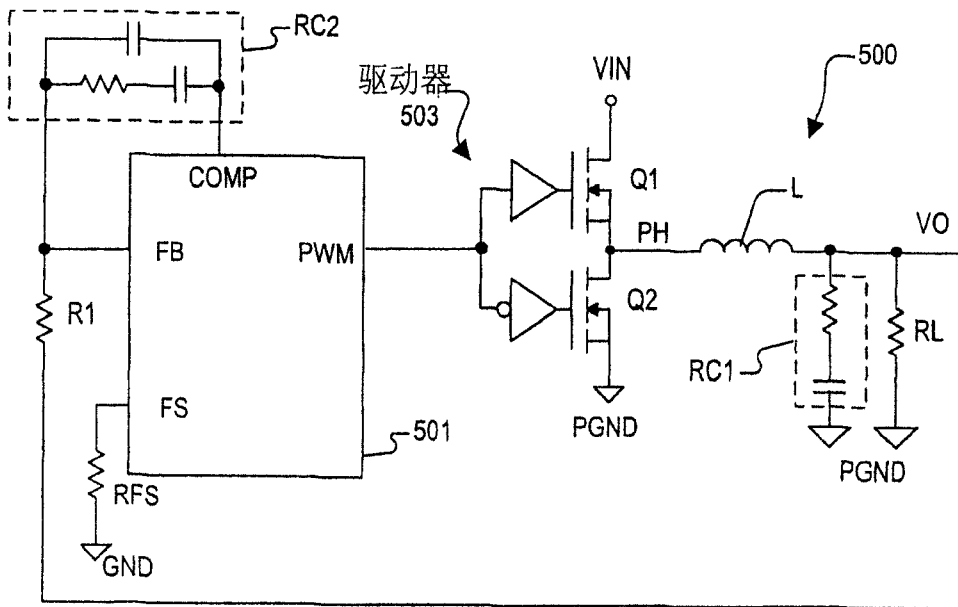 RC2
驱动器
503
VIN
500
COMP
Q1
L
PH
VO
FB
PWM
R1
Q2
RL
RC1
FS
501
PGND
PGND
RFS
GND